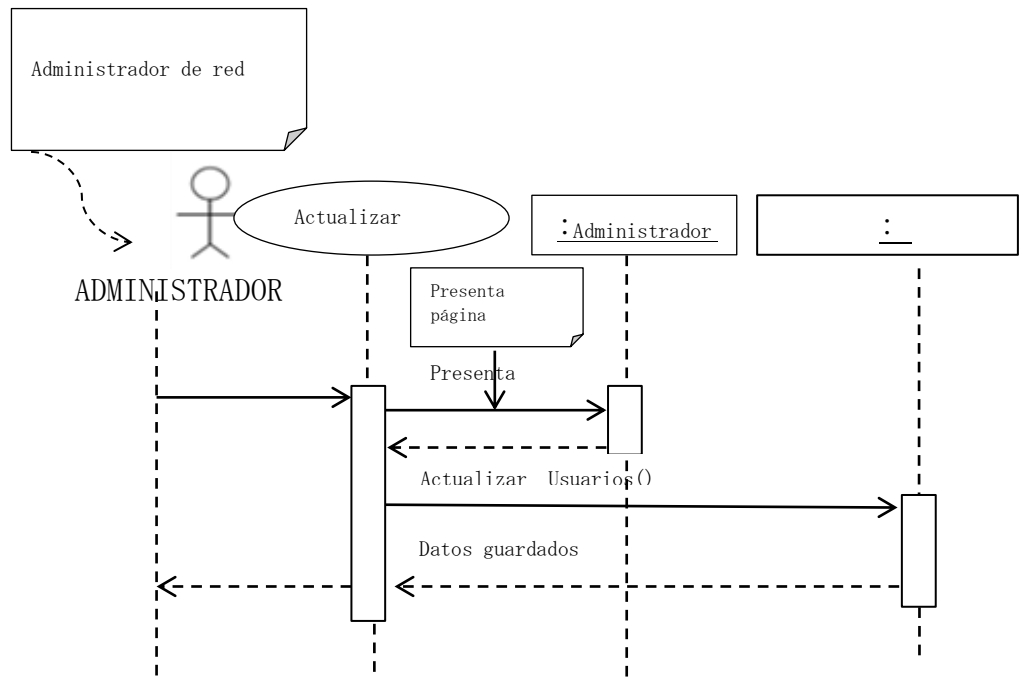 Administrador de red
Actualizar
:Administrador
:
ADMINISTRADOR
Presenta
página
Presenta
Actualizar Usuarios()
Datos guardados